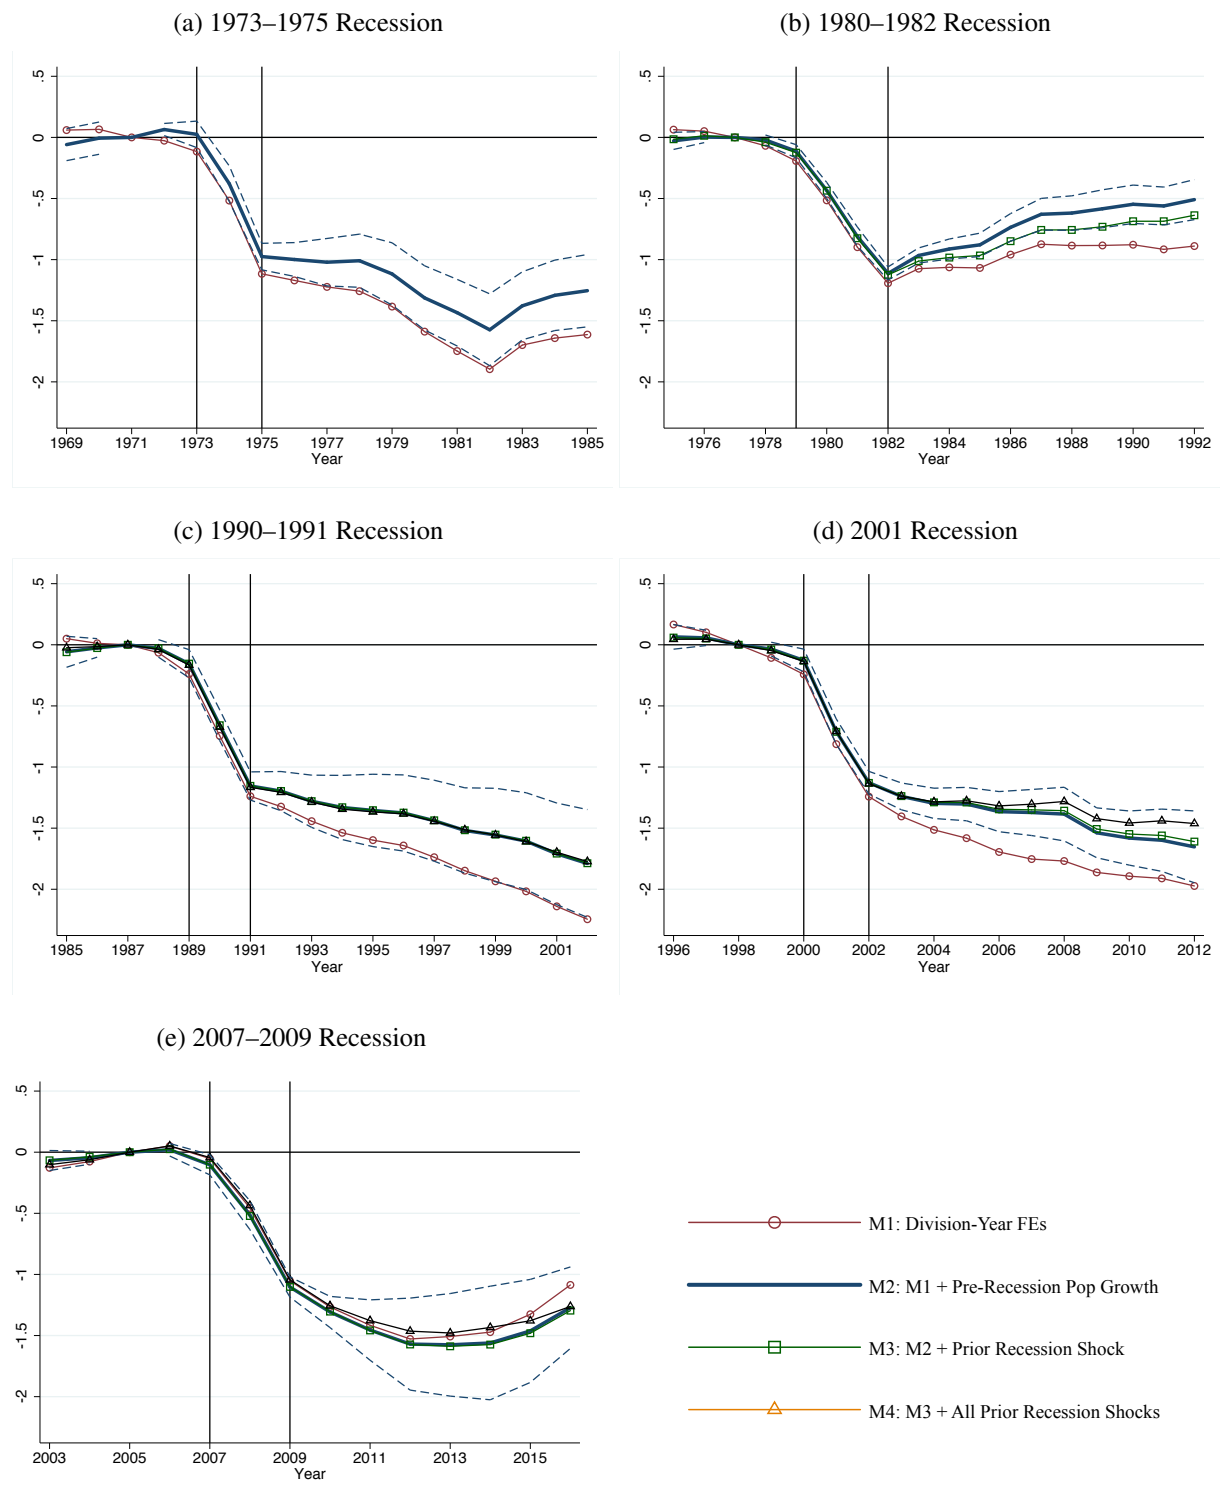 (a) 1973–1975 Recession
.5
0
-.5
-1
-1.5
-2
1969 1971 1973 1975 1977 1979 1981 1983 1985
Year
(b) 1980–1982 Recession
.5
0
-.5
-1
-1.5
-2
1976 1978 1980 1982 1984 1986 1988 1990 1992
Year
(c) 1990–1991 Recession
.5
0
-.5
-1
-1.5
-2
1985 1987 1989 1991 1993 1995 1997 1999 2001
Year
(d) 2001 Recession
.5
0
-.5
-1
-1.5
-2
1996 1998 2000 2002 2004 2006 2008 2010 2012
Year
(e) 2007–2009 Recession
.5
0
-.5
-1
-1.5
-2
2003 2005 2007 2009 2011 2013 2015
Year
M1: Division-Year FEs
M2: M1 + Pre-Recession Pop Growth
M3: M2 + Prior Recession Shock
M4: M3 + All Prior Recession Shocks